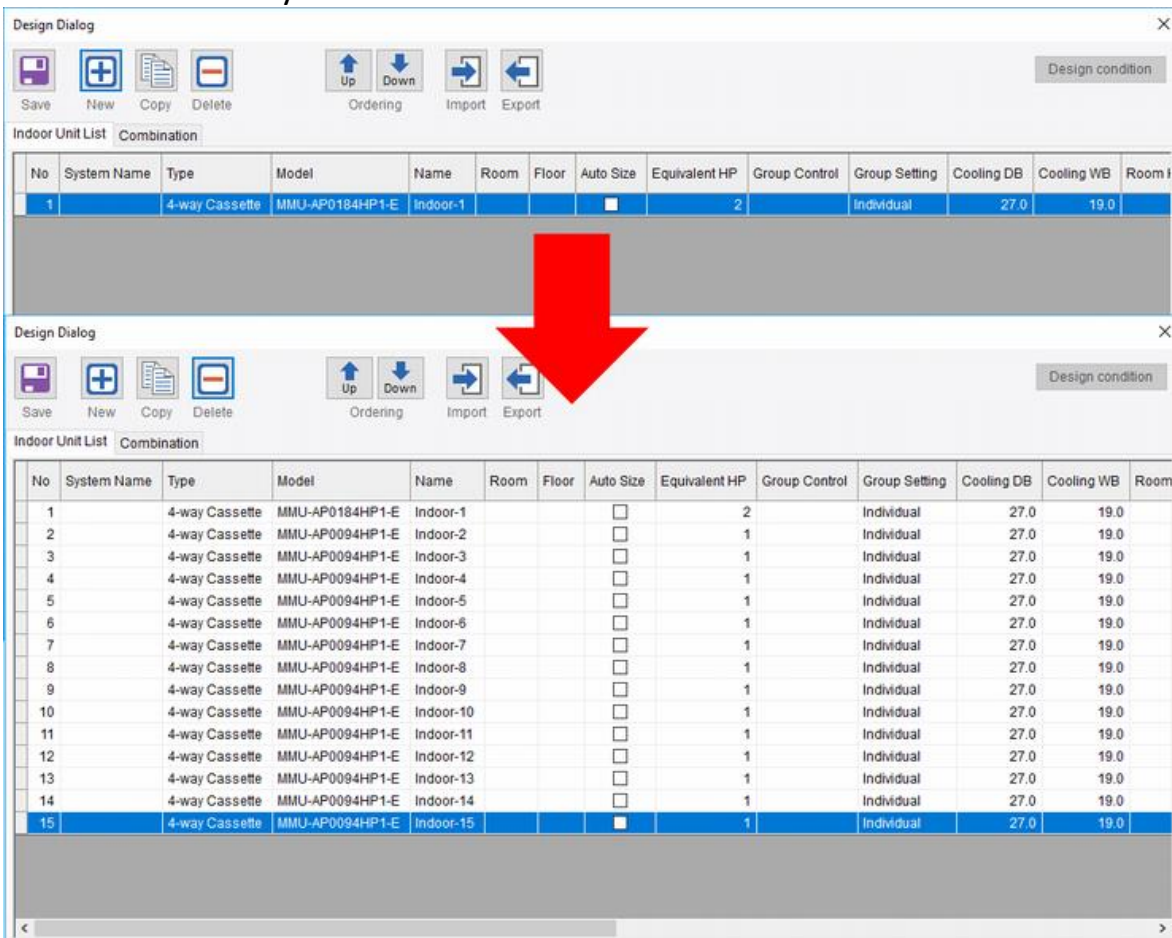 Design Dialog
Up Down
Design condition
Save New Copy Delete Ordering Import Export
Indoor Unit List Combination
No System Name Type Model Name Room Floor Auto Size Equivalent HP Group Control Group Setting Cooling DB Cooling WB Room
1 4-way Cassette MMU-AP0184HP1-E Indoor-1 2 Individual 27.0 19.0
Design Dialog
Up Down
Design condition
Save New Copy Delete Ordering Import Export
Indoor Unit List Combination
No System Name Type Model Name Room Floor Auto Size Equivalent HP Group Control Group Setting Cooling DB Cooling WB Room
1 4-way Cassette MMU-AP0184HP1-E Indoor-1 2 Individual 27.0 19.0
2 4-way Cassette MMU-AP0094HP1-E Indoor-2 1 Individual 27.0 19.0
3 4-way Cassette MMU-AP0094HP1-E Indoor-3 1 Individual 27.0 19.0
4 4-way Cassette MMU-AP0094HP1-E Indoor-4 1 Individual 27.0 19.0
5 4-way Cassette MMU-AP0094HP1-E Indoor-5 1 Individual 27.0 19.0
6 4-way Cassette MMU-AP0094HP1-E Indoor-6 1 Individual 27.0 19.0
7 4-way Cassette MMU-AP0094HP1-E Indoor-7 1 Individual 27.0 19.0
8 4-way Cassette MMU-AP0094HP1-E Indoor-8 1 Individual 27.0 19.0
9 4-way Cassette MMU-AP0094HP1-E Indoor-9 1 Individual 27.0 19.0
10 4-way Cassette MMU-AP0094HP1-E Indoor-10 1 Individual 27.0 19.0
11 4-way Cassette MMU-AP0094HP1-E Indoor-11 1 Individual 27.0 19.0
12 4-way Cassette MMU-AP0094HP1-E Indoor-12 1 Individual 27.0 19.0
13 4-way Cassette MMU-AP0094HP1-E Indoor-13 1 Individual 27.0 19.0
14 4-way Cassette MMU-AP0094HP1-E Indoor-14 1 Individual 27.0 19.0
15 4-way Cassette MMU-AP0094HP1-E Indoor-15 1 Individual 27.0 19.0